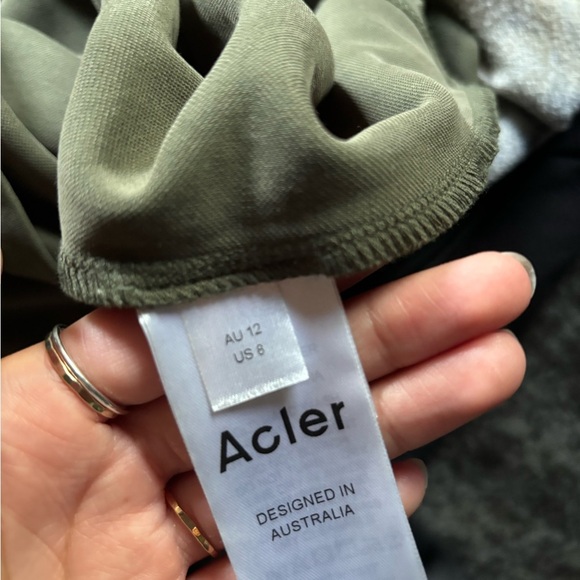 AU 12
US 8
Acler
DESIGNED IN
AUSTRALIA